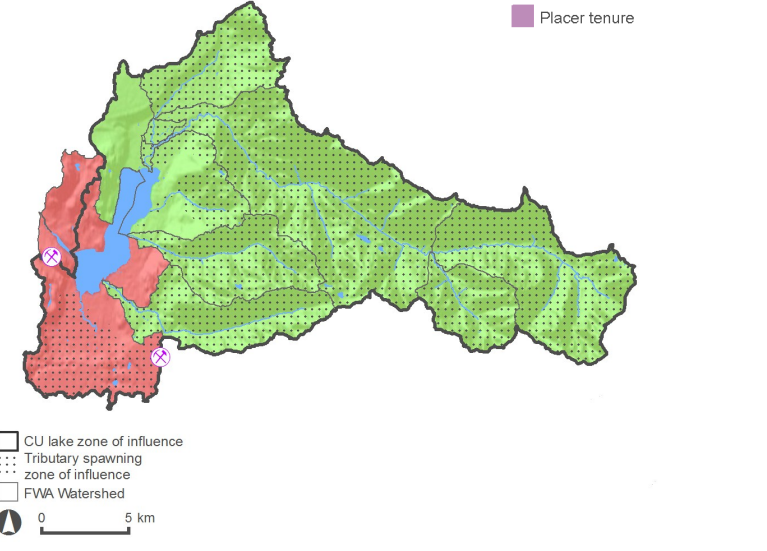 Placer tenure
CU lake zone of influence
Tributary spawning
zone of influence
FWA Watershed
0 5 km